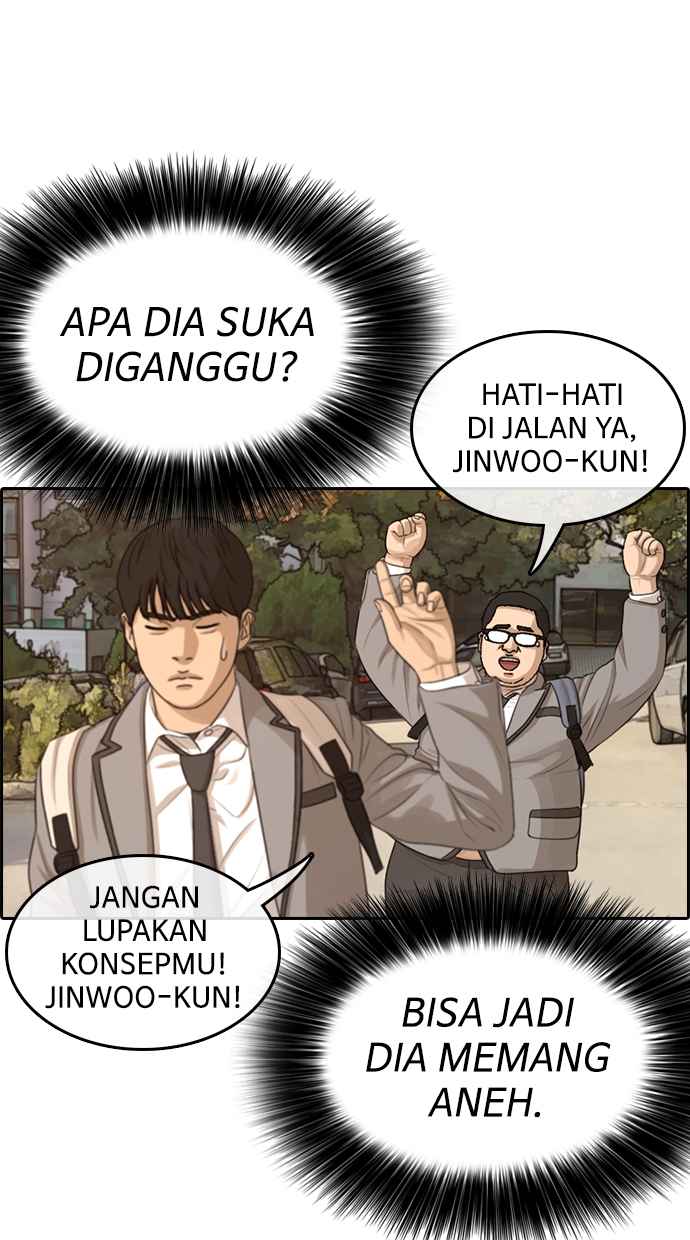 APA DIA SUKA
DIGANGGU?
HATI-HATI
DI JALAN YA,
JINWOO-KUN!
JANGAN
LUPAKAN
KONSEPMU!
JINWOO-KUN!
BISA JADI
DIA MEMANG
ANEH.